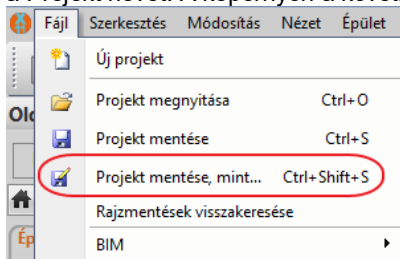 Fájl Szerkesztés Módosítás Nézet Épület
Új projekt
Projekt megnyitása Ctrl+O
Projekt mentése Ctrl+S
Projekt mentése, mint... Ctrl+Shift+S
Rajzmentések visszakeresése
BIM